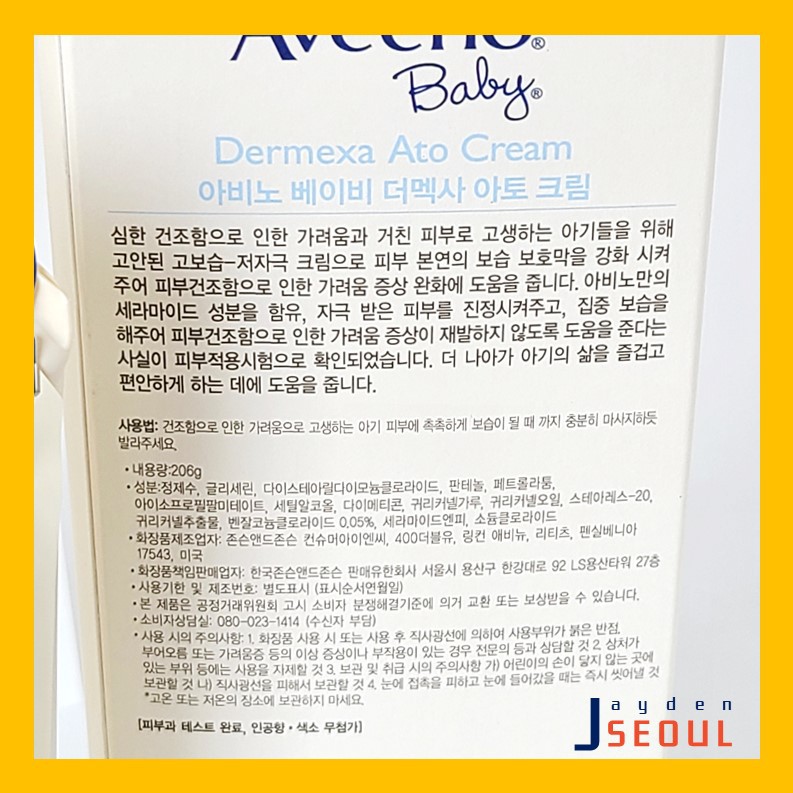 Aveeno®
Baby®
Dermexa Ato Cream
아비노 베이비 더멕사 아토 크림
심한 건조함으로 인한 가려움과 거친 피부로 고생하는 아기들을 위해
고안된 고보습-저자극 크림으로 피부 본연의 보습 보호막을 강화 시켜
주어 피부건조함으로 인한 가려움 증상 완화에 도움을 줍니다. 아비노만의
세라마이드 성분을 함유, 자극 받은 피부를 진정시켜주고, 집중 보습을
해주어 피부건조함으로 인한 가려움 증상이 재발하지 않도록 도움을 준다는
사실이 피부적용시험으로 확인되었습니다. 더 나아가 아기의 삶을 즐겁고
편안하게 하는 데에 도움을 줍니다.
사용법: 건조함으로 인한 가려움으로 고생하는 아기 피부에 촉촉하게 보습이 될 때 까지 충분히 마사지하듯
발라주세요.
• 내용량:206g
• 성분:정제수, 글리세린, 다이스테아릴다이모늄클로라이드, 판테놀, 페트롤라툼,
아이소프로필팔미테이트, 세틸알코올, 다이메티콘, 귀리커넬가루, 귀리커넬오일, 스테아레스-20,
귀리커넬추출물, 벤잘코늄클로라이드 0.05%, 세라마이드엔피, 소듐클로라이드
• 화장품제조업자: 존슨앤드존슨 컨슈머아이엔씨, 400더블유, 링컨 애비뉴, 리티츠, 펜실베니아
17543, 미국
• 화장품책임판매업자: 한국존슨앤드존슨 판매유한회사 서울시 용산구 한강대로 92 LS용산타워 27층
• 사용기한 및 제조번호: 별도표시 (표시순서연월일)
• 본 제품은 공정거래위원회 고시 소비자 분쟁해결기준에 의거 교환 또는 보상받을 수 있습니다.
• 소비자상담실: 080-023-1414 (수신자 부담)
* 사용 시의 주의사항: 1. 화장품 사용 시 또는 사용 후 직사광선에 의하여 사용부위가 붉은 반점,
부어오름 또는 가려움증 등의 이상 증상이나 부작용이 있는 경우 전문의 등과 상담할 것 2. 상처가
있는 부위 등에는 사용을 자제할 것 3. 보관 및 취급 시의 주의사항 가) 어린이의 손이 닿지 않는 곳에
보관할 것 나) 직사광선을 피해서 보관할 것 4. 눈에 접촉을 피하고 눈에 들어갔을 때는 즉시 씻어낼 것
*고온 또는 저온의 장소에 보관하지 마세요.
[피부과 테스트 완료, 인공향 • 색소 무첨가]
Jayden
SEOUL